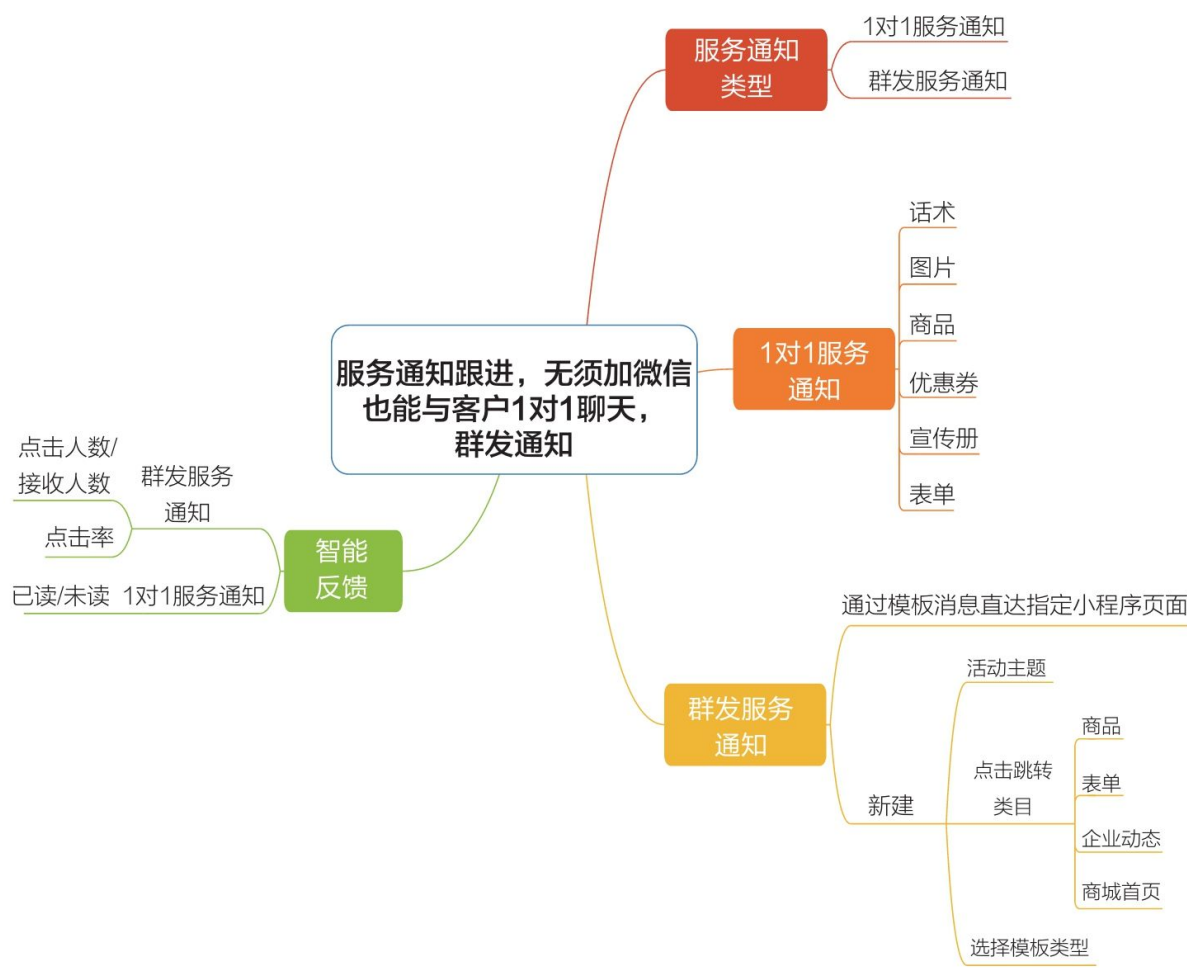 服务通知跟进，无须加微信
也能与客户1对1聊天，
群发通知
服务通知
类型
1对1服务通知
群发服务通知
1对1服务
通知
话术
图片
商品
优惠券
宣传册
表单
群发服务
通知
通过模板消息直达指定小程序页面
新建
活动主题
点击跳转
类目
商品
表单
企业动态
商城首页
选择模板类型
智能
反馈
群发服务
通知
点击人数/
接收人数
点击率
1对1服务通知
已读/未读